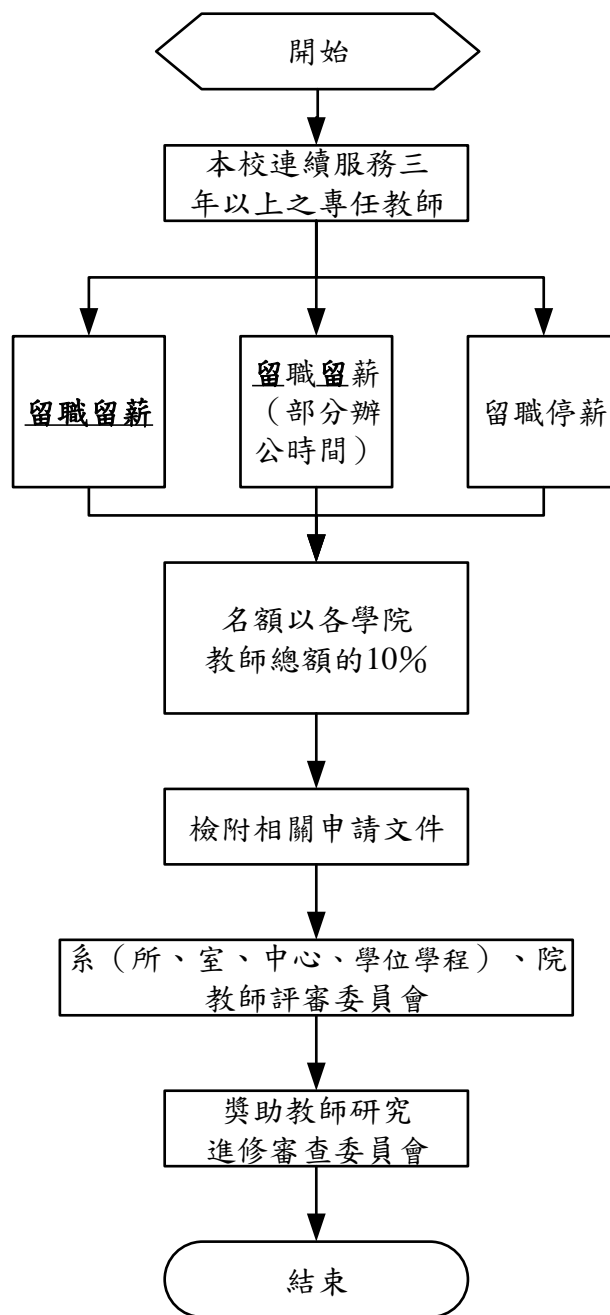 開始
本校連續服務三
年以上之專任教師
留職留薪
留職留薪
（部分辦
公時間）
留職停薪
名額以各學院
教師總額的10%
檢附相關申請文件
系（所、室、中心、學位學程）、院
教師評審委員會
獎助教師研究
進修審查委員會
結束